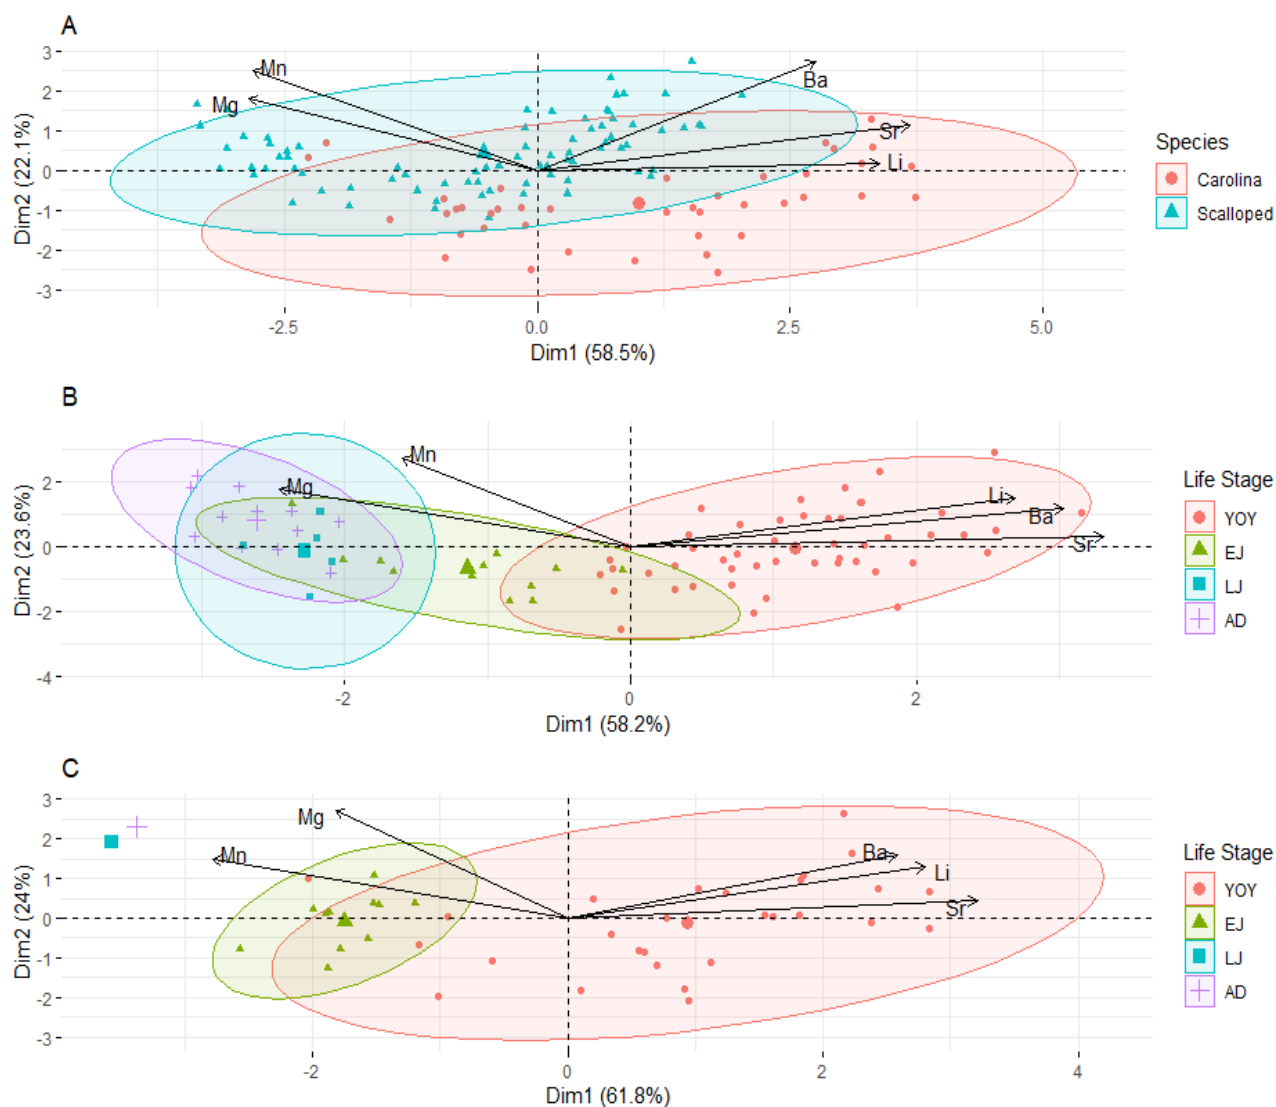 A
3
2
1
0
-1
-2
-3
Dim2 (22.1%)
Mn
Mg
Ba
Sr
Li
-2.5
0.0
2.5
5.0
Dim1 (58.5%)
Species
Carolina
Scalloped
B
2
0
-2
-4
Dim2 (23.6%)
Mn
Mg
Li
Ba
Sr
-2
0
2
Dim1 (58.2%)
Life Stage
YOY
EJ
LJ
AD
C
3
2
1
0
-1
-2
-3
Dim2 (24%)
Mg
Mn
Ba
Li
Sr
-2
0
2
4
Dim1 (61.8%)
Life Stage
YOY
EJ
LJ
AD